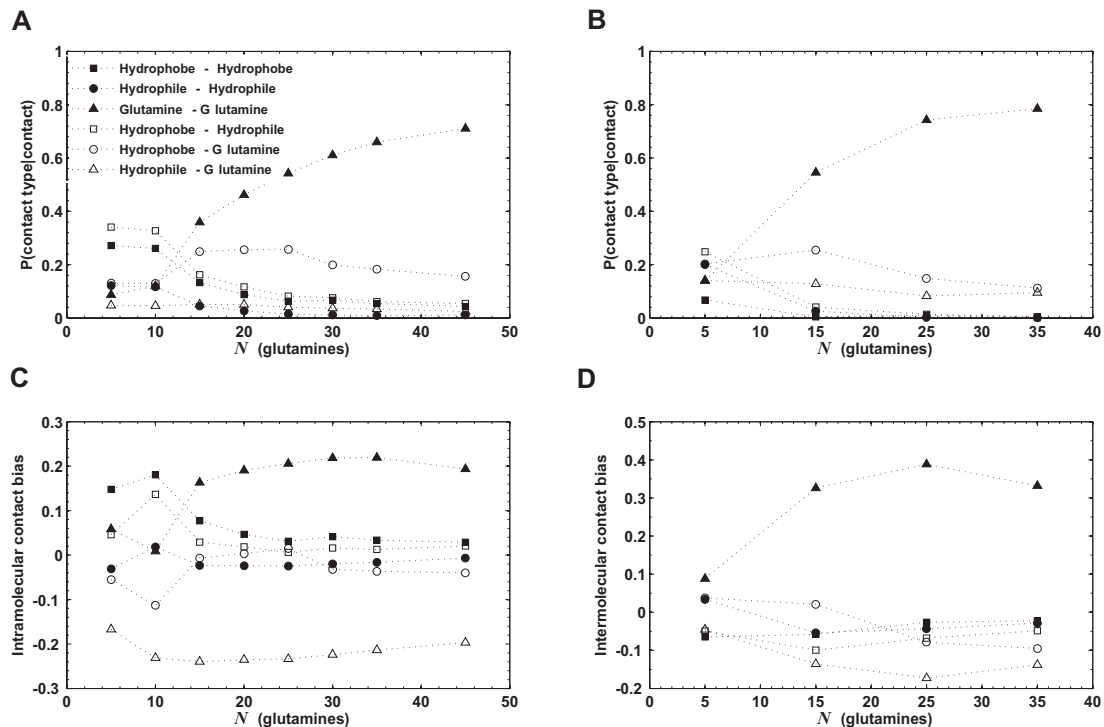 A
P(contact type|contact)
1
0.8
0.6
0.4
0.2
0
Hydrophobe - Hydrophobe
Hydrophile - Hydrophile
Glutamine - G lutamine
Hydrophobe - Hydrophile
Hydrophobe - G lutamine
Hydrophile - G lutamine
0 10 20 30 40 50
N (glutamines)
B
P(contact type|contact)
1
0.8
0.6
0.4
0.2
0
0 5 10 15 20 25 30 35 40
N (glutamines)
C
Intramolecular contact bias
0.3
0.2
0.1
0
-0.1
-0.2
-0.3
0 10 20 30 40 50
N (glutamines)
D
Intermolecular contact bias
0.5
0.4
0.3
0.2
0.1
0
-0.1
-0.2
0 5 10 15 20 25 30 35 40
N (glutamines)